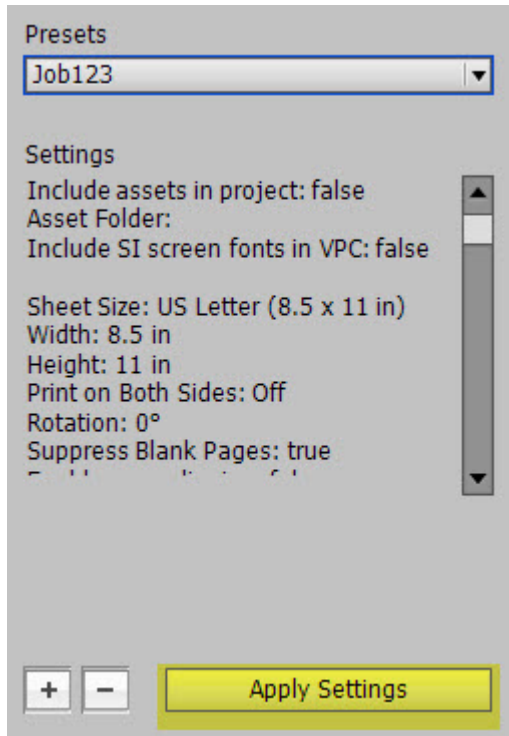 Presets
Job123
Settings
Include assets in project: false
Asset Folder:
Include SI screen fonts in VPC: false
Sheet Size: US Letter (8.5 x 11 in)
Width: 8.5 in
Height: 11 in
Print on Both Sides: Off
Rotation: 0°
Suppress Blank Pages: true
+ −
Apply Settings